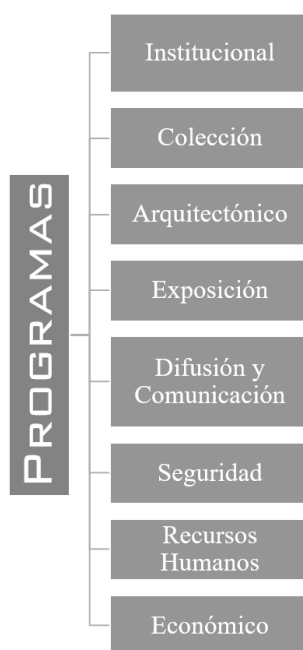 PROGRAMAS
Institucional
Colección
Arquitectónico
Exposición
Difusión y
Comunicación
Seguridad
Recursos
Humanos
Económico